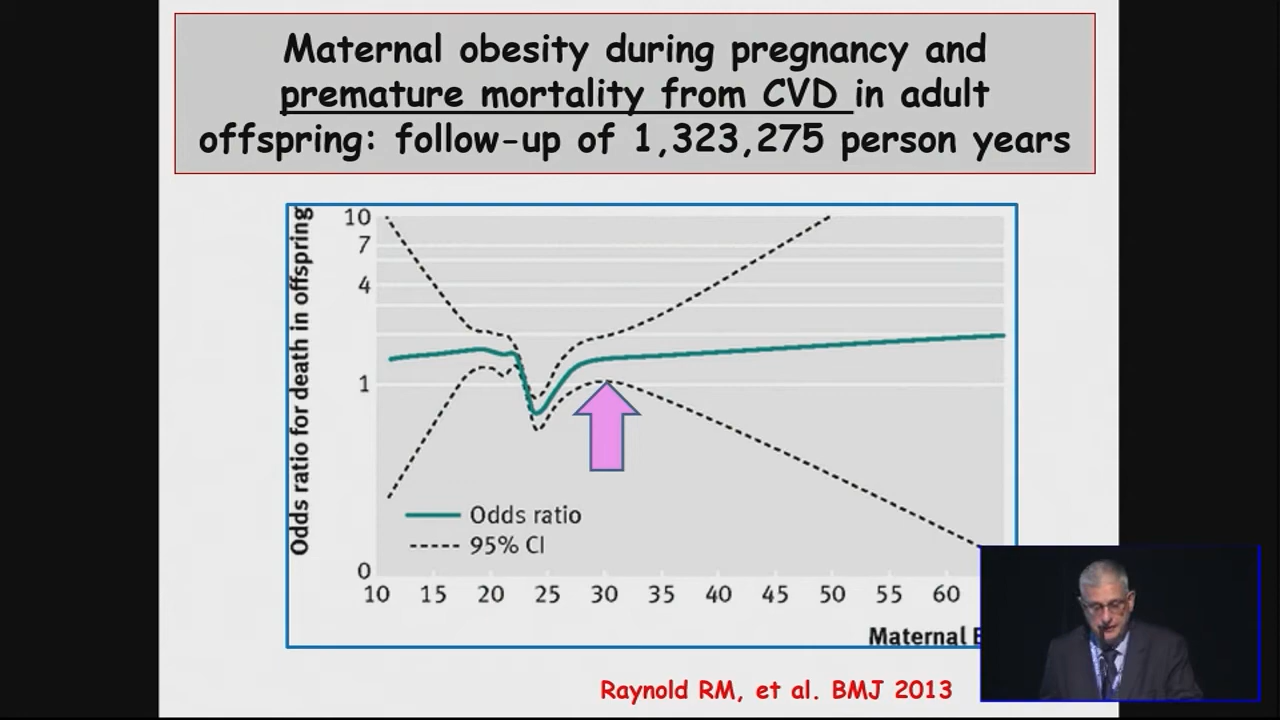 Maternal obesity during pregnancy and
premature mortality from CVD in adult
offspring: follow-up of 1,323,275 person years
Odds ratio for death in offspring
10
7
4
1
0
Odds ratio
95% CI
10 15 20 25 30 35 40 45 50 55 60
Maternal
Raynold RM, et al. BMJ 2013